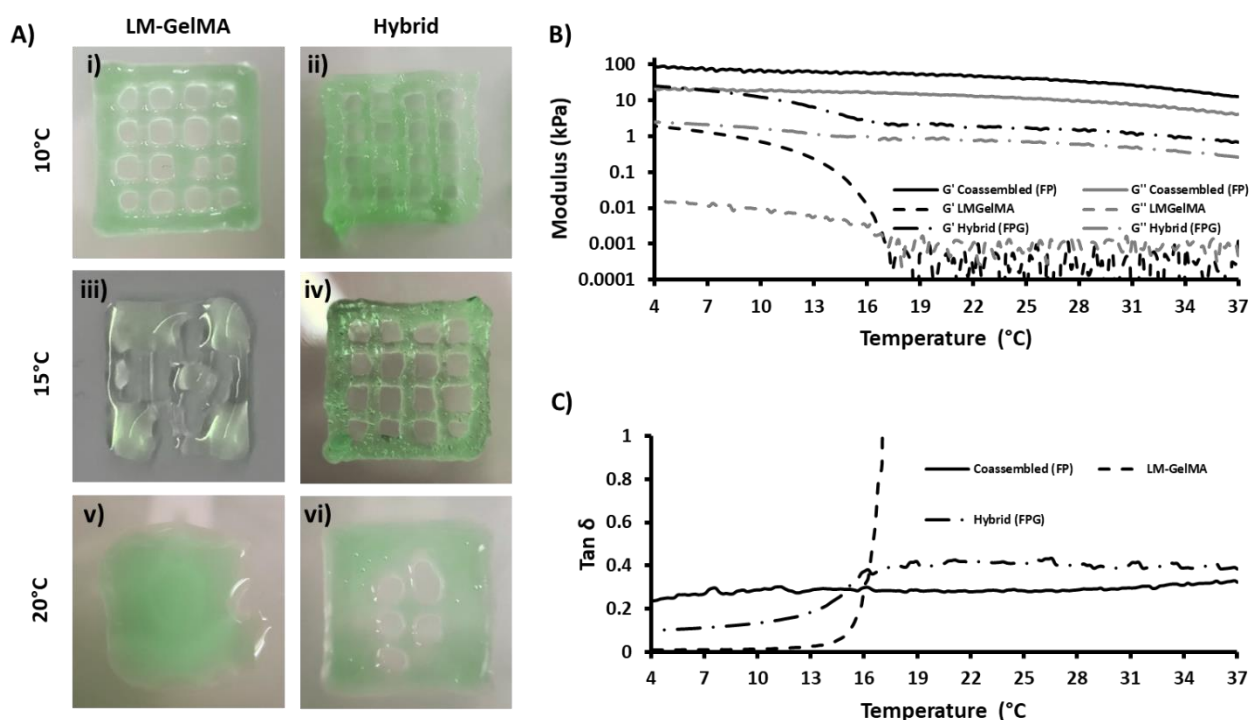 A)
LM-GelMA
Hybrid
10°C
i)
ii)
15°C
iii)
iv)
20°C
v)
vi)
B)
Modulus (kPa)
100
10
1
0.1
0.01
0.001
0.0001
G' Coassembled (FP)
G'' Coassembled (FP)
G' LMGelMA
G'' LMGelMA
G' Hybrid (FPG)
G'' Hybrid (FPG)
4 7 10 13 16 19 22 25 28 31 34 37
Temperature (°C)
C)
Tan δ
1
0.8
0.6
0.4
0.2
0
Coassembled (FP)
LM-GelMA
Hybrid (FPG)
4 7 10 13 16 19 22 25 28 31 34 37
Temperature (°C